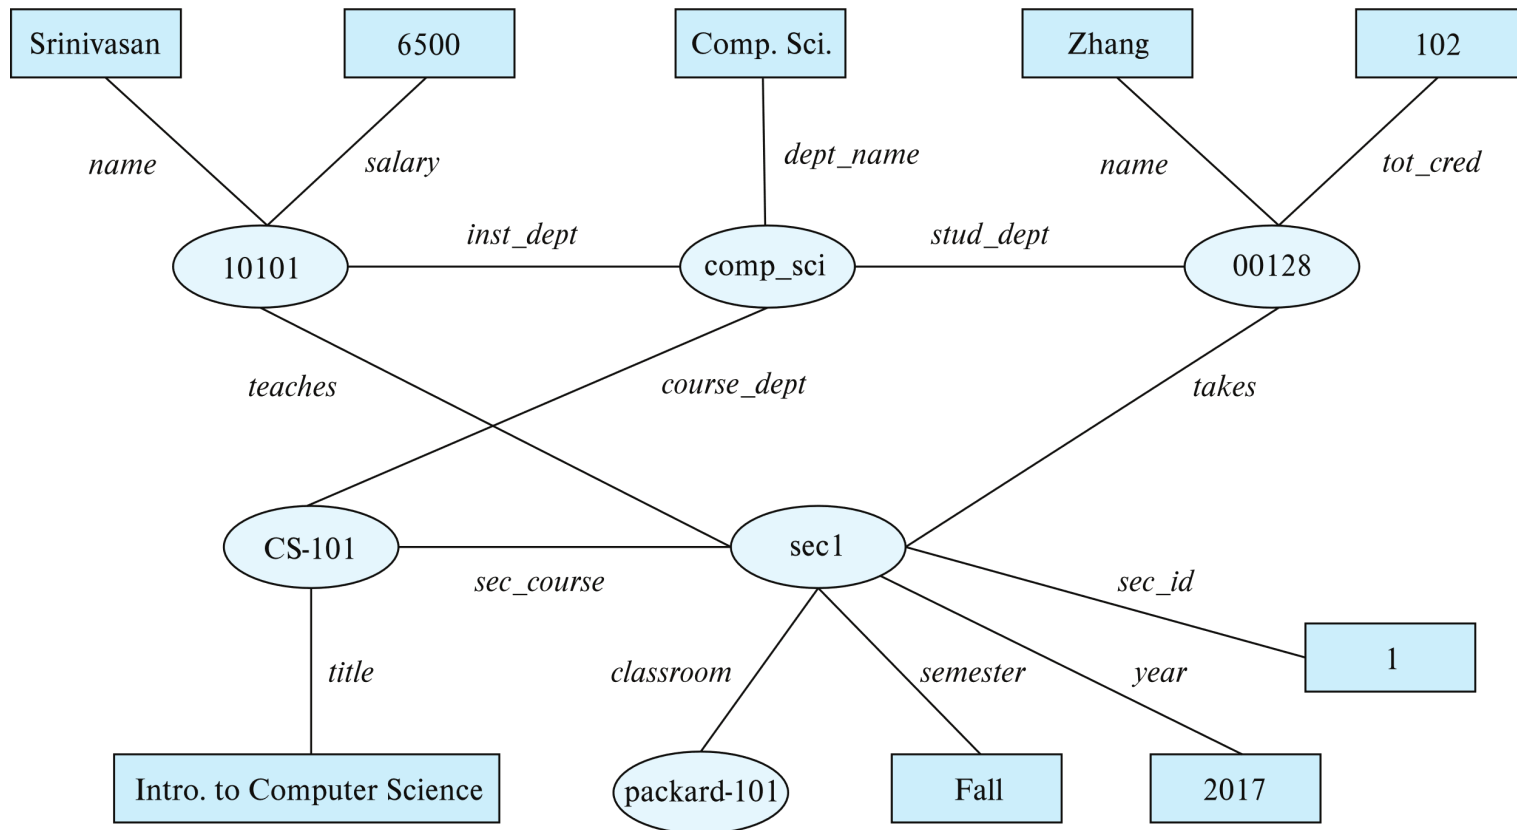 Srinivasan
6500
Comp. Sci.
Zhang
102
name
salary
dept_name
name
tot_cred
inst_dept
stud_dept
10101
comp_sci
00128
teaches
course_dept
takes
CS-101
sec1
sec_course
sec_id
title
classroom
semester
year
1
Intro. to Computer Science
packard-101
Fall
2017